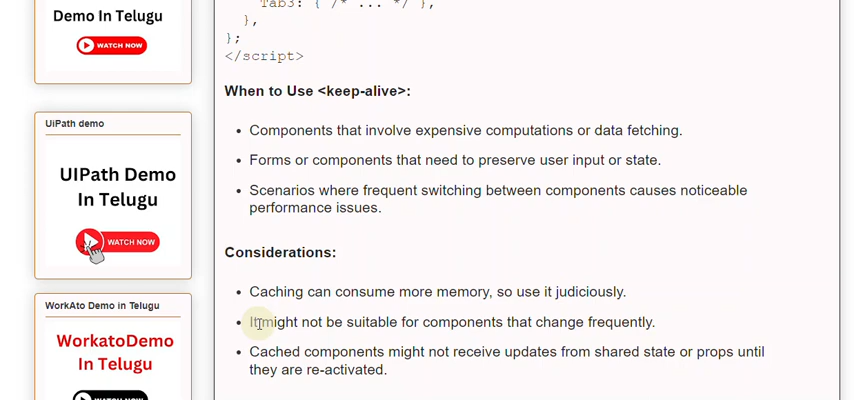 Demo In Telugu
WATCH NOW
UiPath demo
UIPath Demo
In Telugu
WATCH NOW
WorkAto Demo in Telugu
WorkatoDemo
In Telugu
WATCH NOW
Tab3: { /* ... */ },
},
};
</script>
When to Use <keep-alive>:
• Components that involve expensive computations or data fetching.
• Forms or components that need to preserve user input or state.
• Scenarios where frequent switching between components causes noticeable
performance issues.
Considerations:
• Caching can consume more memory, so use it judiciously.
• It might not be suitable for components that change frequently.
• Cached components might not receive updates from shared state or props until
they are re-activated.